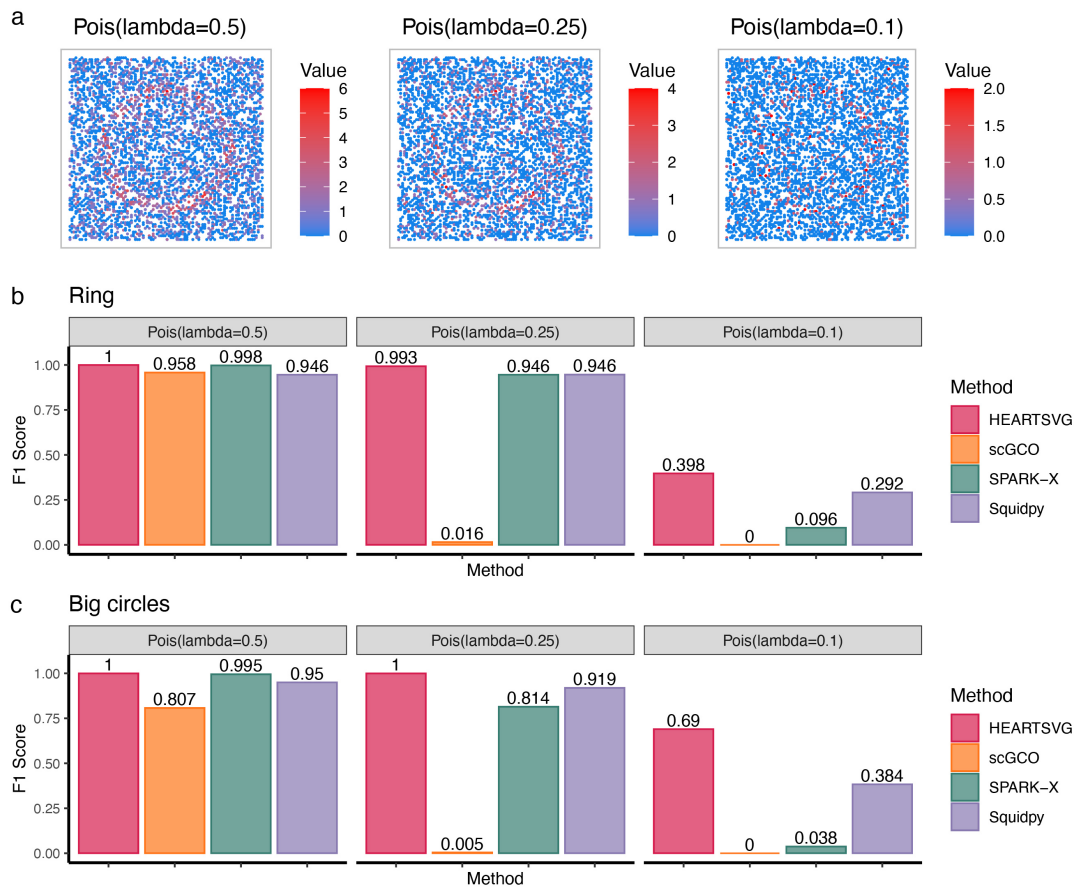 a
Pois(lambda=0.5) Pois(lambda=0.25) Pois(lambda=0.1)
Value Value Value
6 4 2.0
5 3 1.5
4 2 1.0
3 1 0.5
2 0 0.0
1
0
b Ring
Pois(lambda=0.5) Pois(lambda=0.25) Pois(lambda=0.1)
F1 Score
1.00
0.75
0.50
0.25
0.00
1 0.958 0.998 0.946
0.993 0.016 0.946 0.946
0.398 0 0.096 0.292
Method
Method
HEARTSVG
scGCO
SPARK−X
Squidpy
c Big circles
Pois(lambda=0.5) Pois(lambda=0.25) Pois(lambda=0.1)
F1 Score
1.00
0.75
0.50
0.25
0.00
1 0.807 0.995 0.95
1 0.005 0.814 0.919
0.69 0 0.038 0.384
Method
Method
HEARTSVG
scGCO
SPARK−X
Squidpy